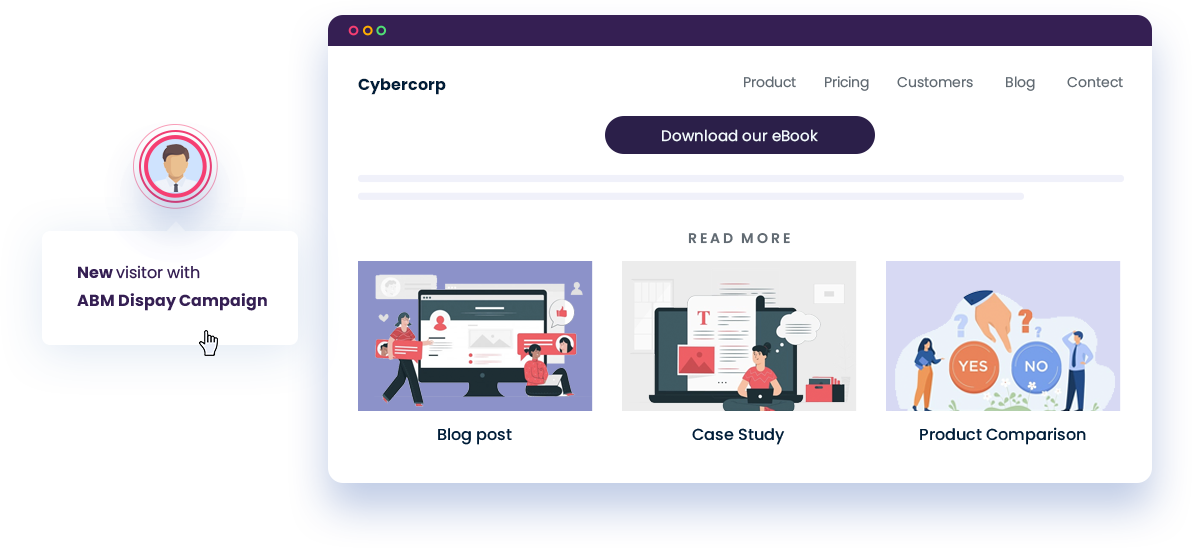 Cybercorp
Product Pricing Customers Blog Contect
Download our eBook
New visitor with
ABM Dispay Campaign
READ MORE
T
YES
NO
? ? ?
Blog post
Case Study
Product Comparison